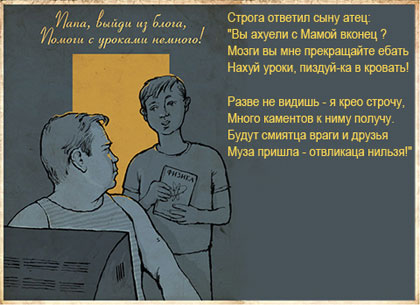 Папа, выйди из блога,
Помоги с уроками немного!
ФИЗИКА
Строга ответил сыну атец:
"Вы ахуели с Мамой вконец ?
Мозги вы мне прекращайте ебать
Нахуй уроки, пиздуй-ка в кровать!
Разве не видишь - я крео строчу,
Много каментов к ниму получу.
Будут смиятца враги и друзья
Муза пришла - отвликаца нильзя!"